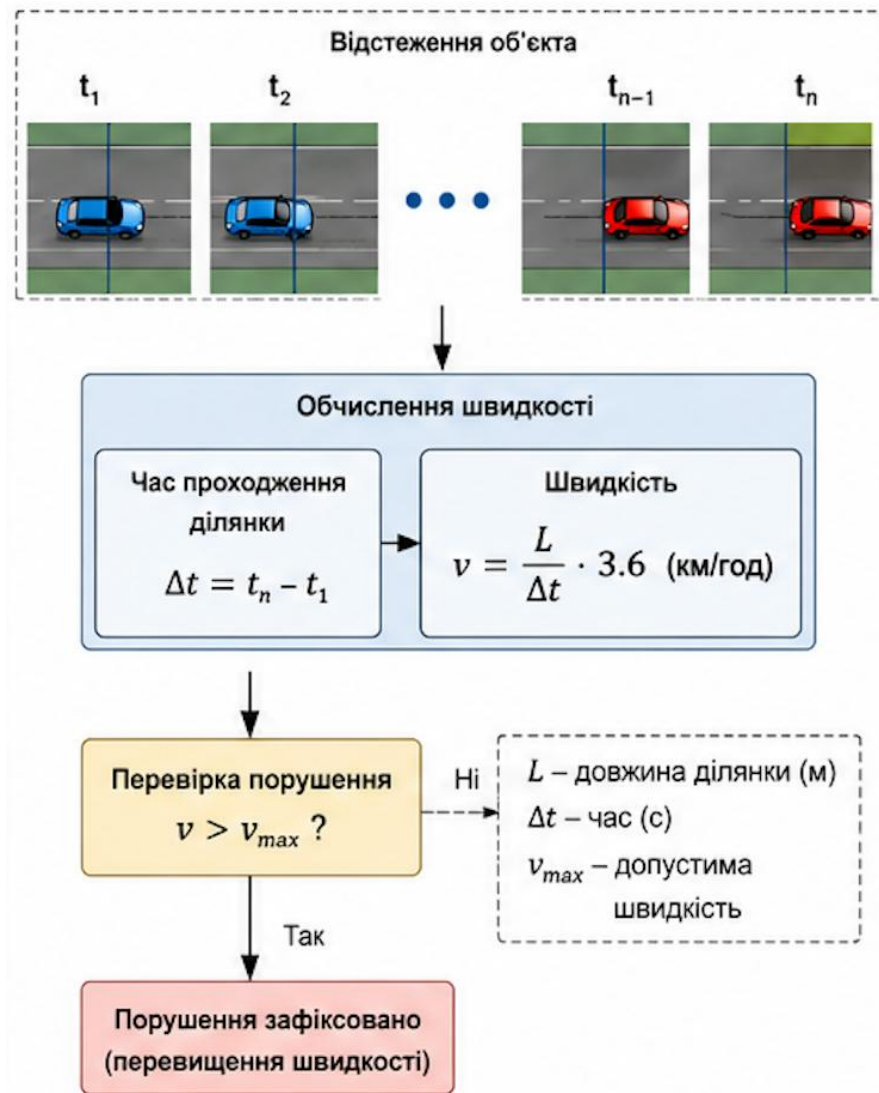 Відстеження об'єкта
t₁ t₂ tₙ₋₁ tₙ
Обчислення швидкості
Час проходження
ділянки
Δt = tₙ – t₁
Швидкість
v = L/Δt · 3.6 (км/год)
Перевірка порушення
v > vₘₐₓ ?
Ні
L – довжина ділянки (м)
Δt – час (с)
vₘₐₓ – допустима
швидкість
Так
Порушення зафіксовано
(перевищення швидкості)